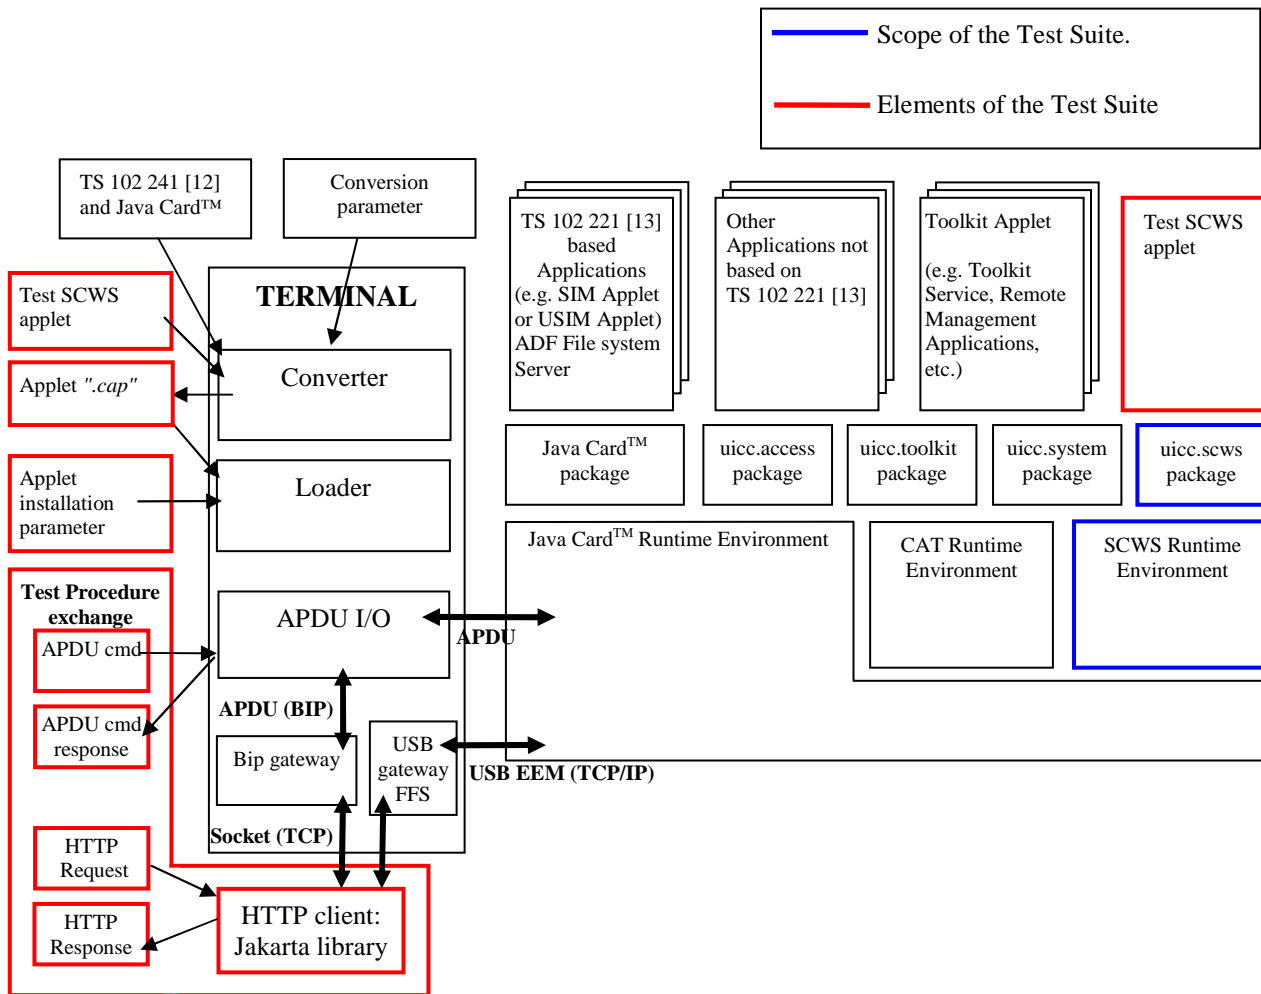 Scope of the Test Suite.
Elements of the Test Suite
TS 102 241 [12]
and Java Card™
Conversion
parameter
TS 102 221 [13]
based
Applications
(e.g. SIM Applet
or USIM Applet)
ADF File system
Server
Other
Applications not
based on
TS 102 221 [13]
Toolkit Applet
(e.g. Toolkit
Service, Remote
Management
Applications,
etc.)
Test SCWS
applet
Test SCWS
applet
TERMINAL
Converter
Applet ".cap"
Loader
Applet
installation
parameter
Java Card™
package
uicc.access
package
uicc.toolkit
package
uicc.system
package
uicc.scws
package
Java Card™ Runtime Environment
CAT Runtime
Environment
SCWS Runtime
Environment
Test Procedure
exchange
APDU cmd
APDU I/O
APDU
APDU cmd
response
APDU (BIP)
Bip gateway
USB
gateway
FFS
USB EEM (TCP/IP)
Socket (TCP)
HTTP
Request
HTTP
Response
HTTP client:
Jakarta library